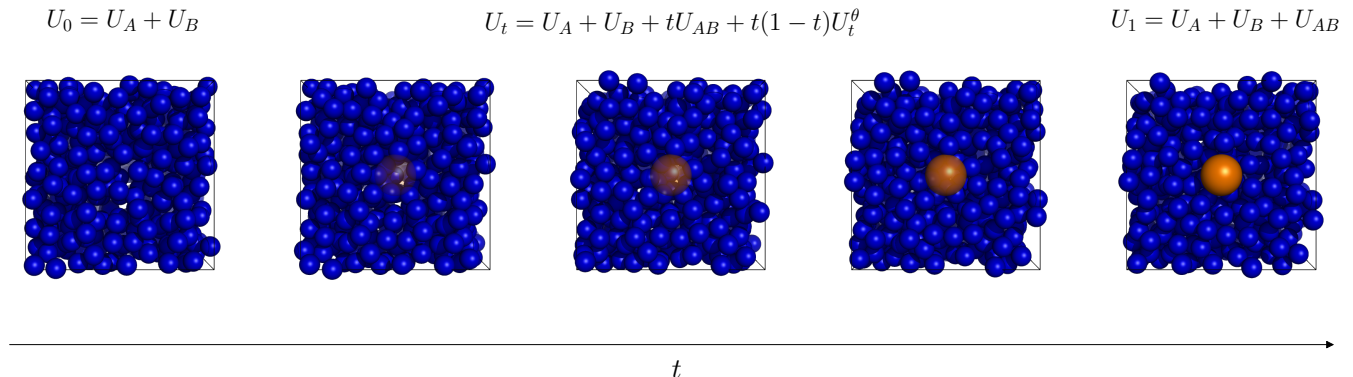 U_0 = U_A + U_B
U_t = U_A + U_B + tU_{AB} + t(1 − t)U_t^θ
U_1 = U_A + U_B + U_{AB}
t